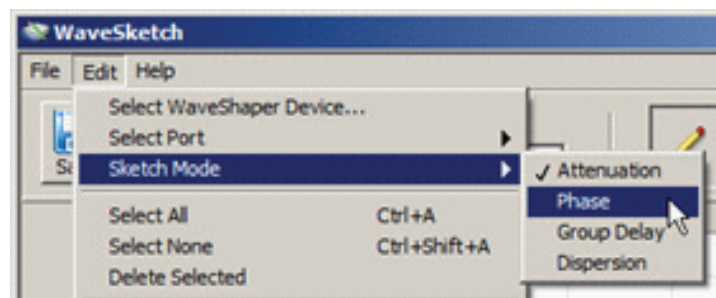 WaveSketch
File Edit Help
Select WaveShaper Device...
Select Port
Sketch Mode
Select All Ctrl+A
Select None Ctrl+Shift+A
Delete Selected
✓ Attenuation
Phase
Group Delay
Dispersion